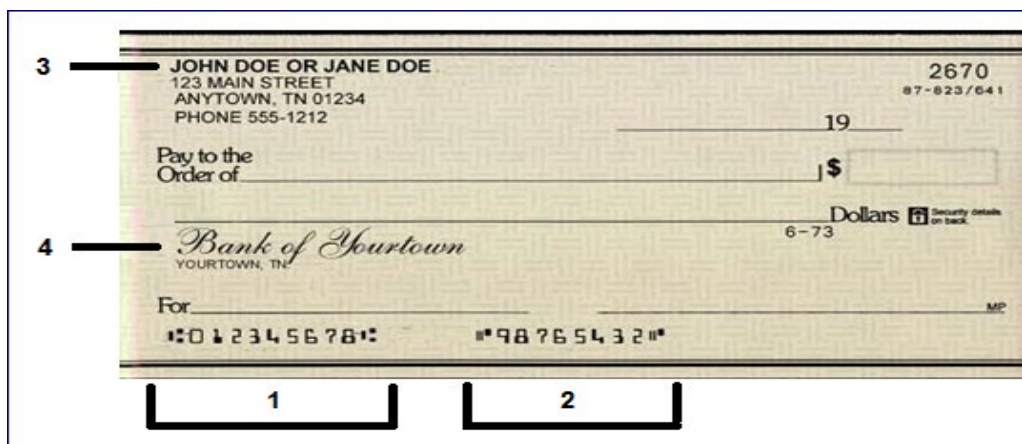 3
JOHN DOE OR JANE DOE
2670
123 MAIN STREET
87-823/641
ANYTOWN, TN 01234
PHONE 555-1212
19
Pay to the
Order of $
Dollars Security details
on back.
6-73
4
Bank of Yourtown
YOURTOWN, TN.
For MP
⑆012345678⑆ ⑈98765432⑈
1 2